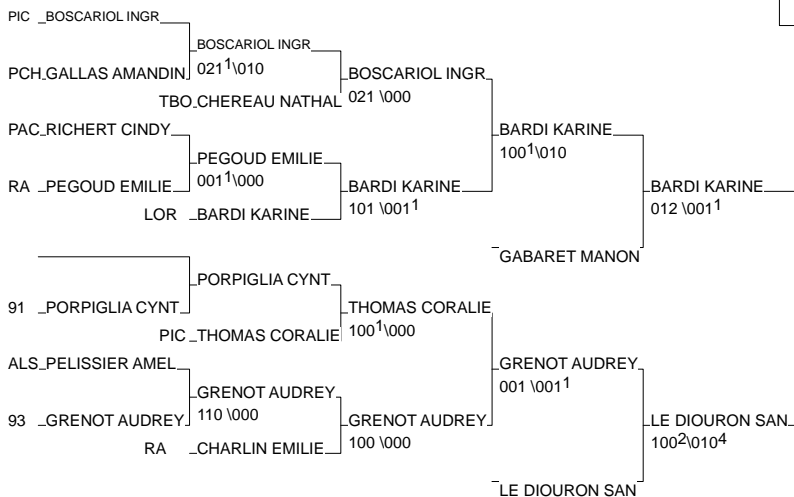 PIC BOSCARIOL INGR
BOSCARIOL INGR
021¹\010
PCH GALLAS AMANDIN
BOSCARIOL INGR
021 \000
TBO CHEREAU NATHAL
PAC RICHERT CINDY
BARDI KARINE
100¹\010
PEGOUD EMILIE
001¹\000
RA PEGOUD EMILIE
BARDI KARINE
101 \001¹
BARDI KARINE
012 \001¹
LOR BARDI KARINE
GABARET MANON
PORPIGLIA CYNT
91 PORPIGLIA CYNT
THOMAS CORALIE
100¹\000
PIC THOMAS CORALIE
ALS PELISSIER AMEL
GRENOT AUDREY
001 \001¹
GRENOT AUDREY
110 \000
93 GRENOT AUDREY
GRENOT AUDREY
100 \000
LE DIOURON SAN
100²\010⁴
RA CHARLIN EMILIE
LE DIOURON SAN